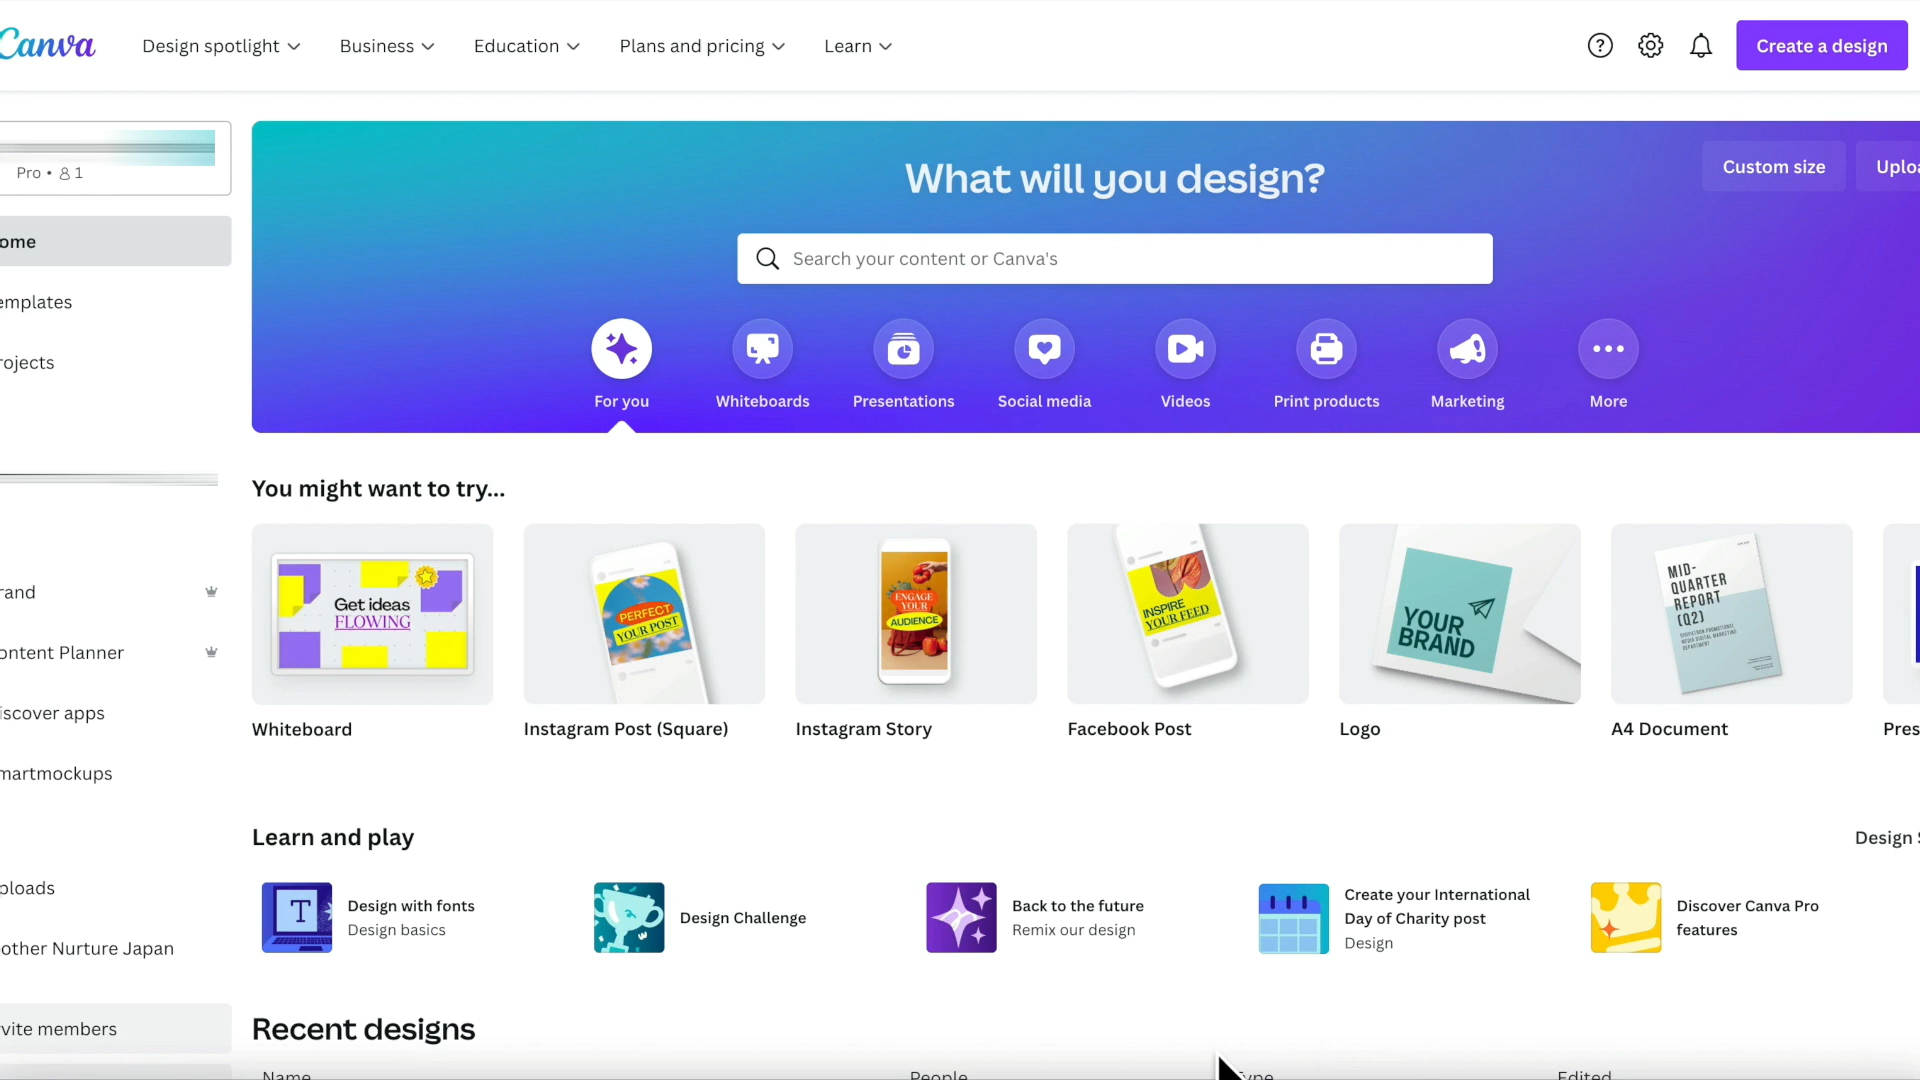 Canva
Design spotlight
Business
Education
Plans and pricing
Learn
Create a design
Pro • 1
ome
emplates
rojects
rand
ontent Planner
iscover apps
martmockups
ploads
other Nurture Japan
vite members
What will you design?
Custom size
Uploa
Search your content or Canva's
For you
Whiteboards
Presentations
Social media
Videos
Print products
Marketing
More
You might want to try...
Get ideas
FLOWING
Whiteboard
PERFECT
YOUR POST
Instagram Post (Square)
ENGAGE
YOUR
AUDIENCE
Instagram Story
INSPIRE
YOUR FEED
Facebook Post
YOUR
BRAND
Logo
MID-
QUARTER
REPORT
(Q2)
A4 Document
Pres
Learn and play
Design S
T
Design with fonts
Design basics
Design Challenge
Back to the future
Remix our design
Create your International
Day of Charity post
Design
Discover Canva Pro
features
Recent designs
Name
People
Type
Edited